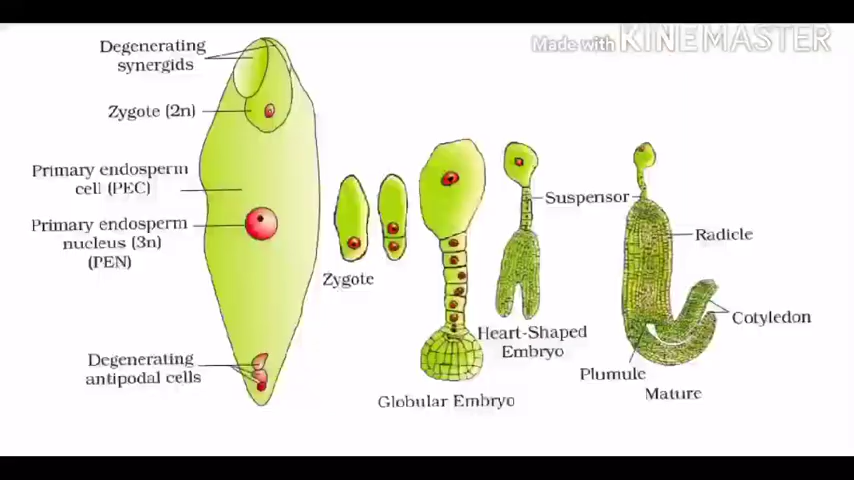 Made with KINEMASTER
Degenerating
synergids
Zygote (2n)
Primary endosperm
cell (PEC)
Primary endosperm
nucleus (3n)
(PEN)
Degenerating
antipodal cells
Zygote
Globular Embryo
Heart-Shaped
Embryo
Suspensor
Radicle
Cotyledon
Plumule
Mature